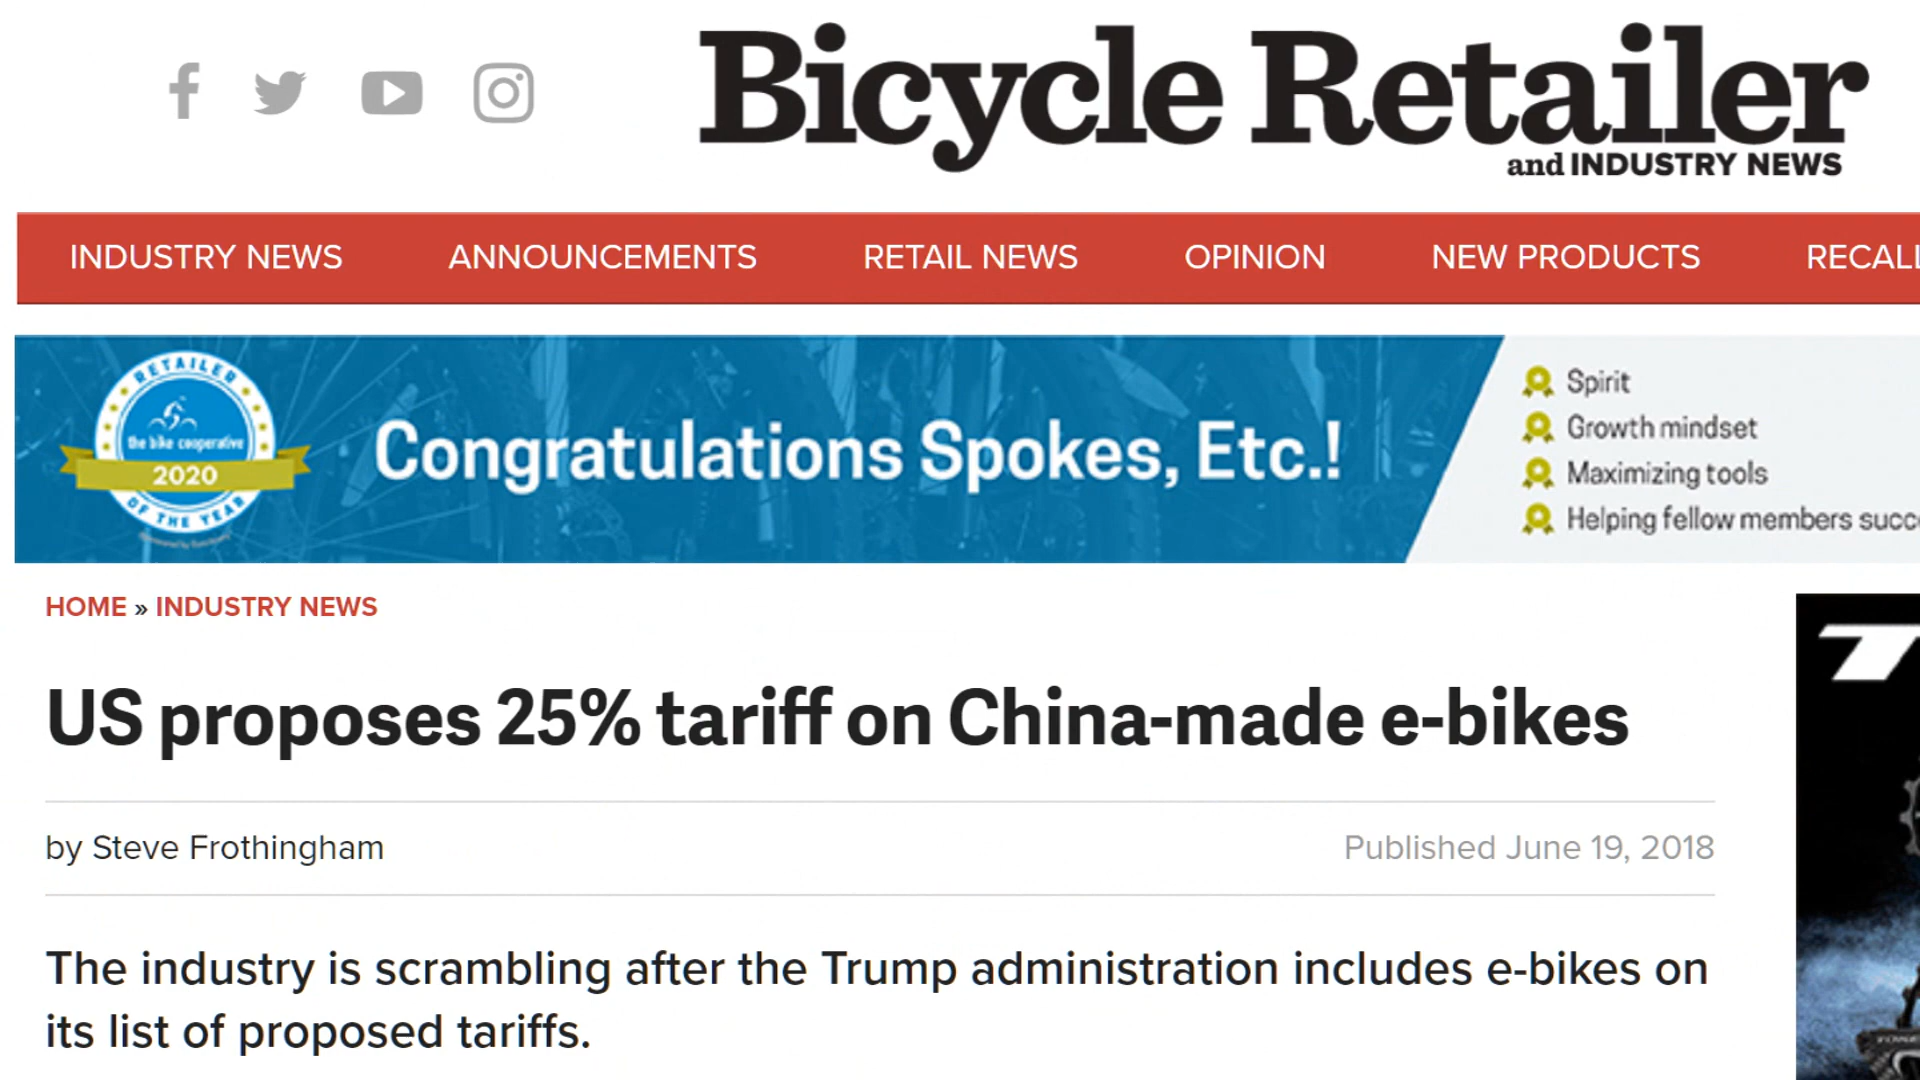 Bicycle Retailer
and INDUSTRY NEWS
INDUSTRY NEWS ANNOUNCEMENTS RETAIL NEWS OPINION NEW PRODUCTS RECALL
RETAILER
the bike cooperative
2020
OF THE YEAR
Congratulations Spokes, Etc.!
Spirit
Growth mindset
Maximizing tools
Helping fellow members succ
HOME » INDUSTRY NEWS
US proposes 25% tariff on China-made e-bikes
by Steve Frothingham Published June 19, 2018
The industry is scrambling after the Trump administration includes e-bikes on
its list of proposed tariffs.